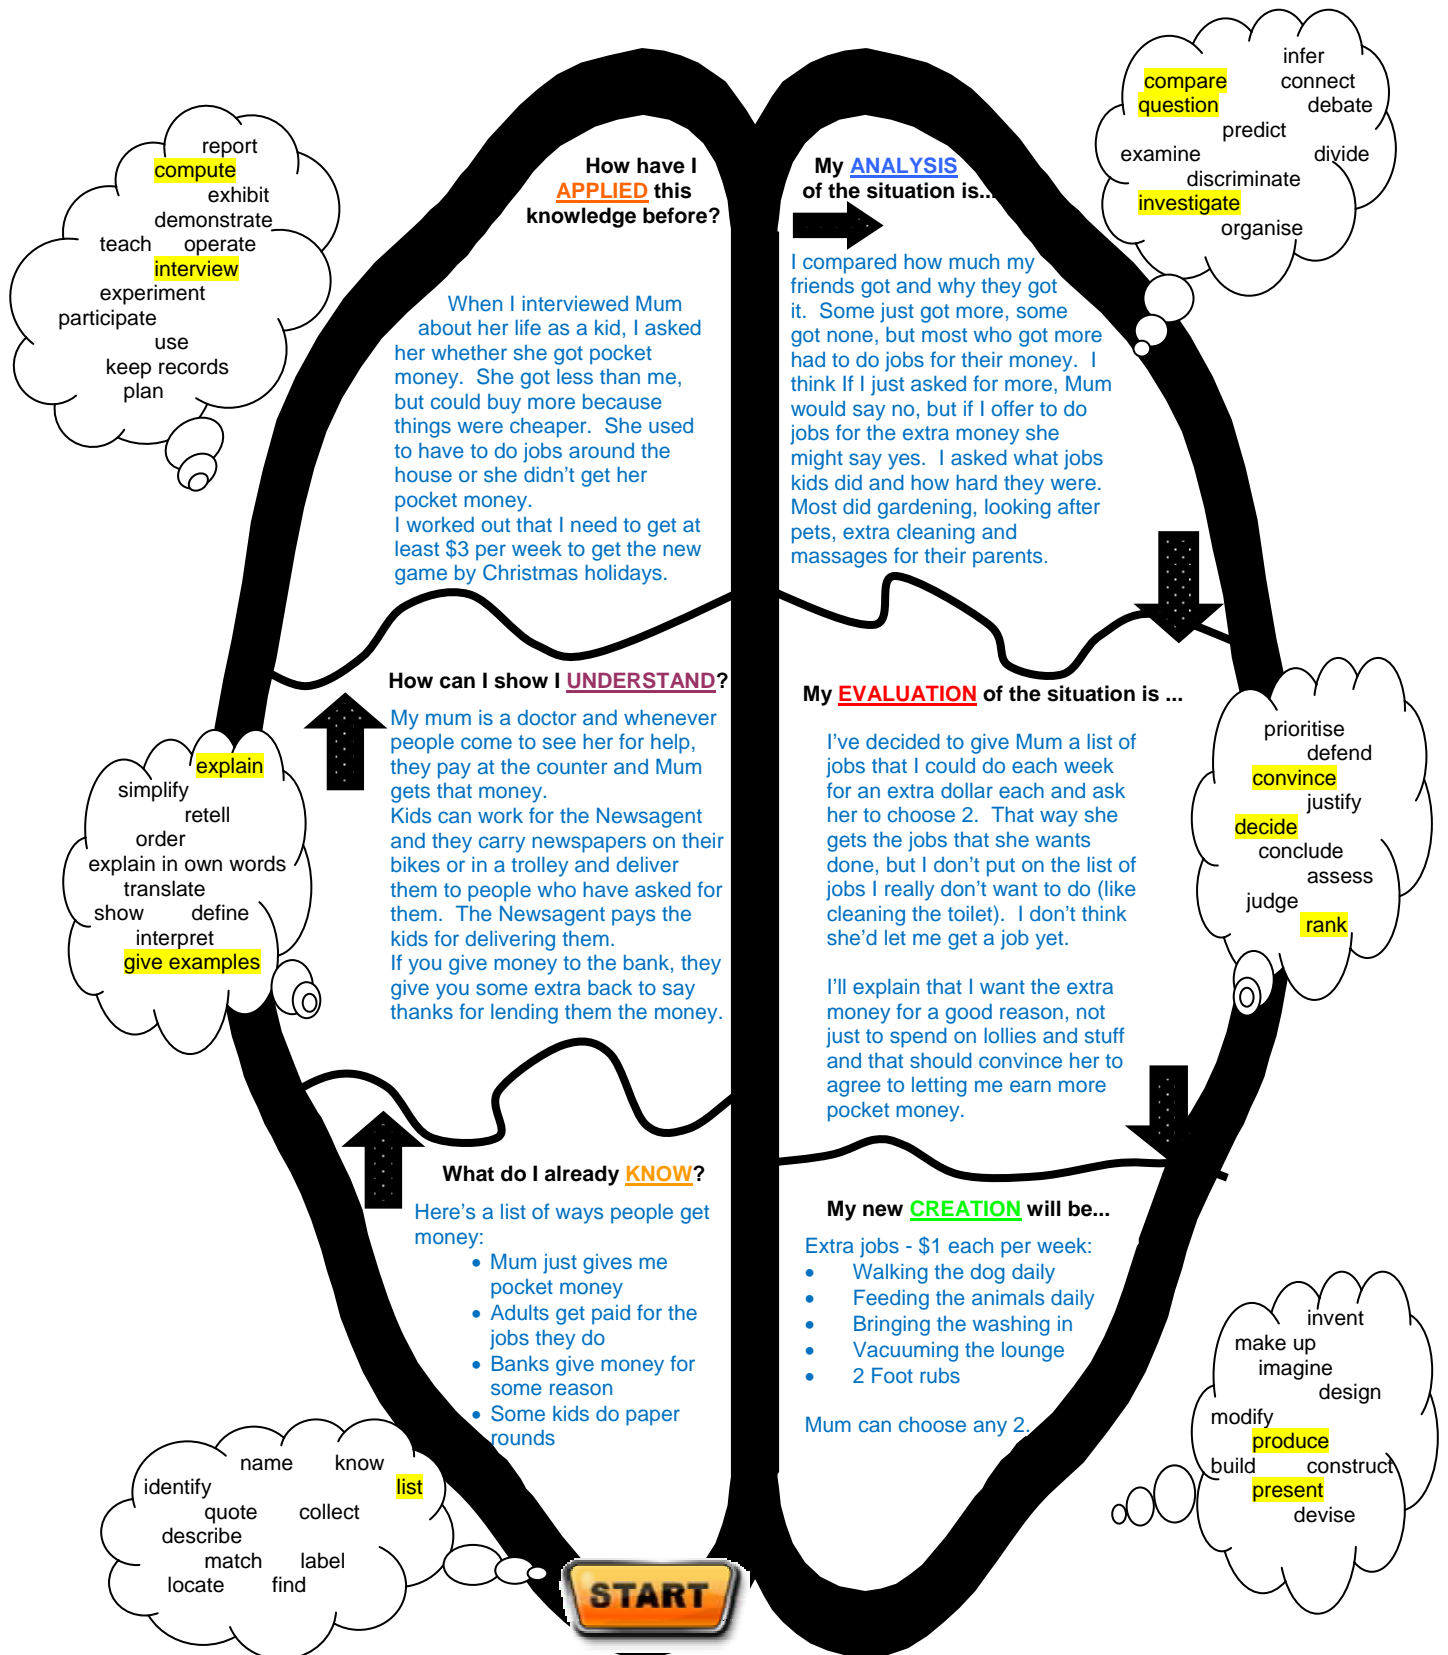 infer
compare connect
question debate
predict
examine divide
discriminate
investigate
organise
report
compute
exhibit
demonstrate
teach operate
interview
experiment
participate
use
keep records
plan
How have I
APPLIED this
knowledge before?
When I interviewed Mum
about her life as a kid, I asked
her whether she got pocket
money. She got less than me,
but could buy more because
things were cheaper. She used
to have to do jobs around the
house or she didn't get her
pocket money.
I worked out that I need to get at
least $3 per week to get the new
game by Christmas holidays.
My ANALYSIS
of the situation is...
I compared how much my
friends got and why they got
it. Some just got more, some
got none, but most who got more
had to do jobs for their money. I
think If I just asked for more, Mum
would say no, but if I offer to do
jobs for the extra money she
might say yes. I asked what jobs
kids did and how hard they were.
Most did gardening, looking after
pets, extra cleaning and
massages for their parents.
How can I show I UNDERSTAND?
My mum is a doctor and whenever
people come to see her for help,
they pay at the counter and Mum
gets that money.
Kids can work for the Newsagent
and they carry newspapers on their
bikes or in a trolley and deliver
them to people who have asked for
them. The Newsagent pays the
kids for delivering them.
If you give money to the bank, they
give you some extra back to say
thanks for lending them the money.
explain
simplify
retell
order
explain in own words
translate
show define
interpret
give examples
My EVALUATION of the situation is ...
I've decided to give Mum a list of
jobs that I could do each week
for an extra dollar each and ask
her to choose 2. That way she
gets the jobs that she wants
done, but I don't put on the list of
jobs I really don't want to do (like
cleaning the toilet). I don't think
she'd let me get a job yet.
I'll explain that I want the extra
money for a good reason, not
just to spend on lollies and stuff
and that should convince her to
agree to letting me earn more
pocket money.
prioritise
defend
convince
justify
decide
conclude
assess
judge
rank
What do I already KNOW?
Here's a list of ways people get
money:
• Mum just gives me
pocket money
• Adults get paid for the
jobs they do
• Banks give money for
some reason
• Some kids do paper
rounds
My new CREATION will be...
Extra jobs - $1 each per week:
• Walking the dog daily
• Feeding the animals daily
• Bringing the washing in
• Vacuuming the lounge
• 2 Foot rubs
Mum can choose any 2.
invent
make up
imagine
design
modify
produce
build construct
present
devise
name know
identify list
quote collect
describe
match label
locate find
START